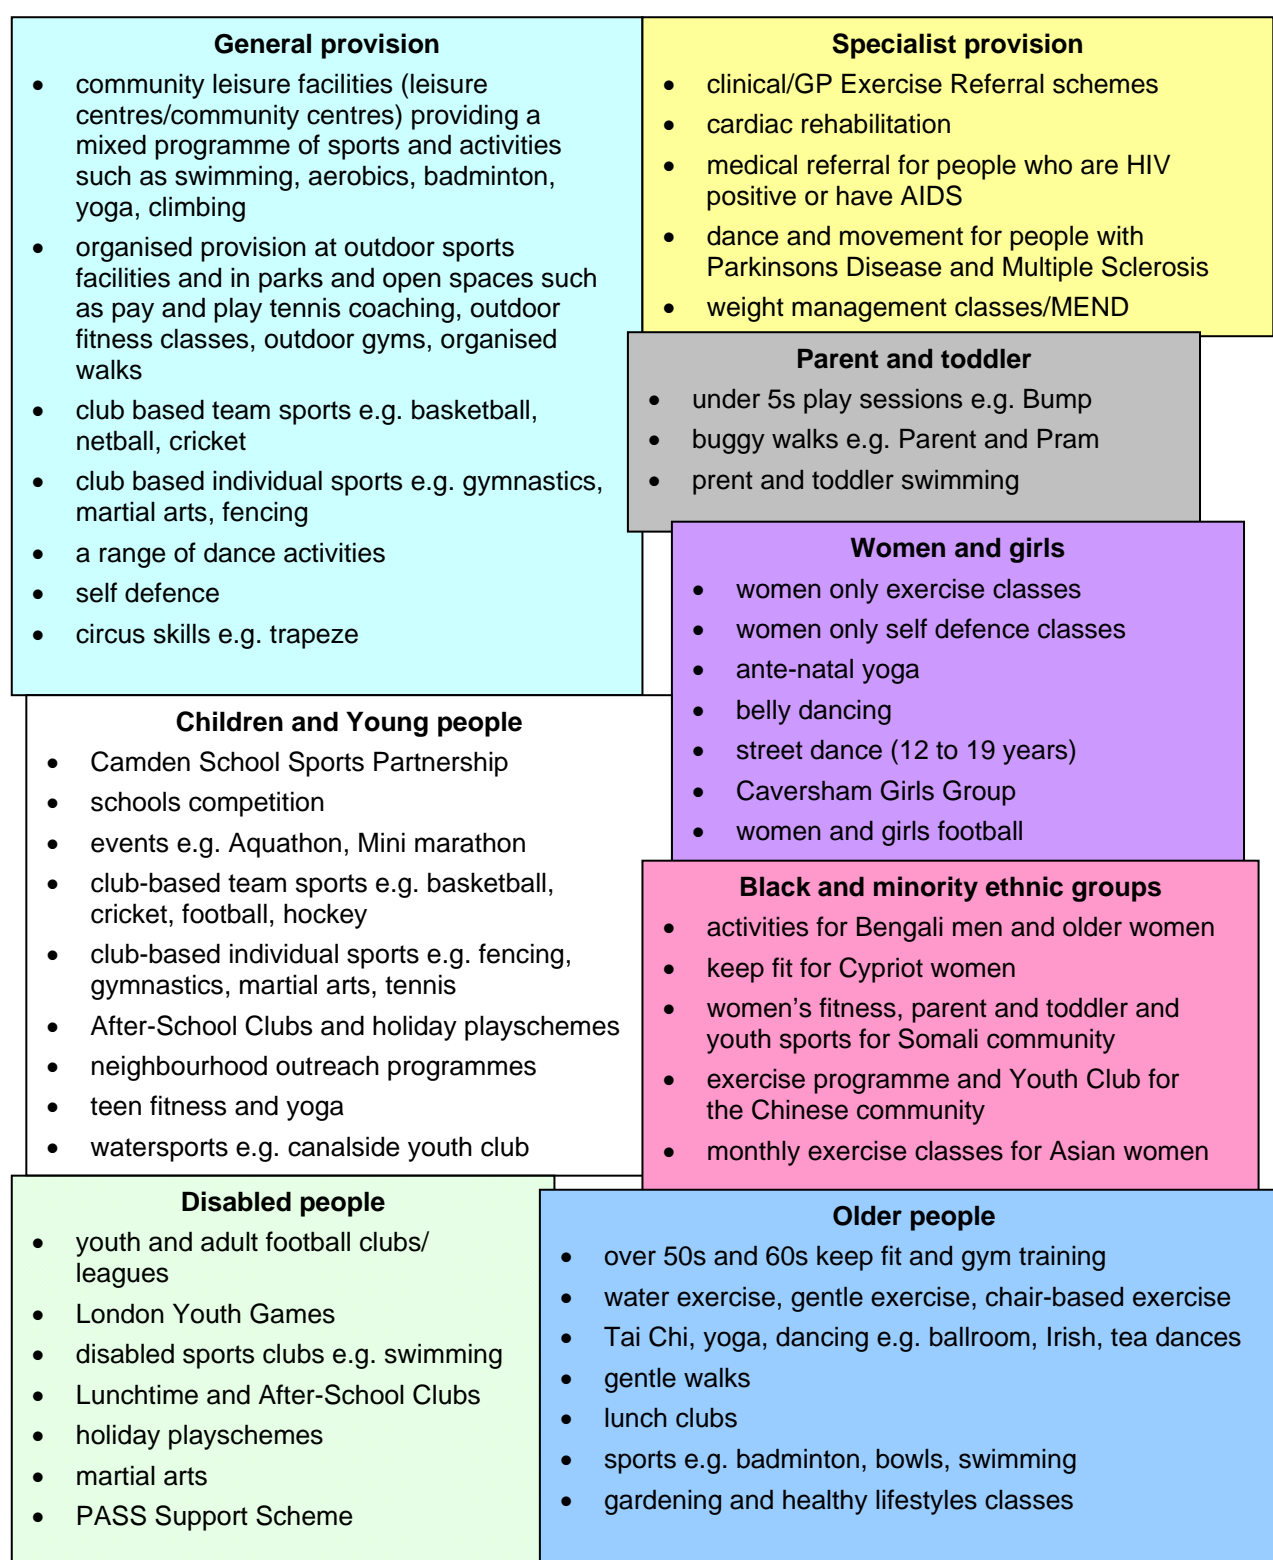 General provision
• community leisure facilities (leisure
centres/community centres) providing a
mixed programme of sports and activities
such as swimming, aerobics, badminton,
yoga, climbing
• organised provision at outdoor sports
facilities and in parks and open spaces such
as pay and play tennis coaching, outdoor
fitness classes, outdoor gyms, organised
walks
• club based team sports e.g. basketball,
netball, cricket
• club based individual sports e.g. gymnastics,
martial arts, fencing
• a range of dance activities
• self defence
• circus skills e.g. trapeze
Specialist provision
• clinical/GP Exercise Referral schemes
• cardiac rehabilitation
• medical referral for people who are HIV
positive or have AIDS
• dance and movement for people with
Parkinsons Disease and Multiple Sclerosis
• weight management classes/MEND
Parent and toddler
• under 5s play sessions e.g. Bump
• buggy walks e.g. Parent and Pram
• prent and toddler swimming
Women and girls
• women only exercise classes
• women only self defence classes
• ante-natal yoga
• belly dancing
• street dance (12 to 19 years)
• Caversham Girls Group
• women and girls football
Children and Young people
• Camden School Sports Partnership
• schools competition
• events e.g. Aquathon, Mini marathon
• club-based team sports e.g. basketball,
cricket, football, hockey
• club-based individual sports e.g. fencing,
gymnastics, martial arts, tennis
• After-School Clubs and holiday playschemes
• neighbourhood outreach programmes
• teen fitness and yoga
• watersports e.g. canalside youth club
Black and minority ethnic groups
• activities for Bengali men and older women
• keep fit for Cypriot women
• women’s fitness, parent and toddler and
youth sports for Somali community
• exercise programme and Youth Club for
the Chinese community
• monthly exercise classes for Asian women
Disabled people
• youth and adult football clubs/
leagues
• London Youth Games
• disabled sports clubs e.g. swimming
• Lunchtime and After-School Clubs
• holiday playschemes
• martial arts
• PASS Support Scheme
Older people
• over 50s and 60s keep fit and gym training
• water exercise, gentle exercise, chair-based exercise
• Tai Chi, yoga, dancing e.g. ballroom, Irish, tea dances
• gentle walks
• lunch clubs
• sports e.g. badminton, bowls, swimming
• gardening and healthy lifestyles classes